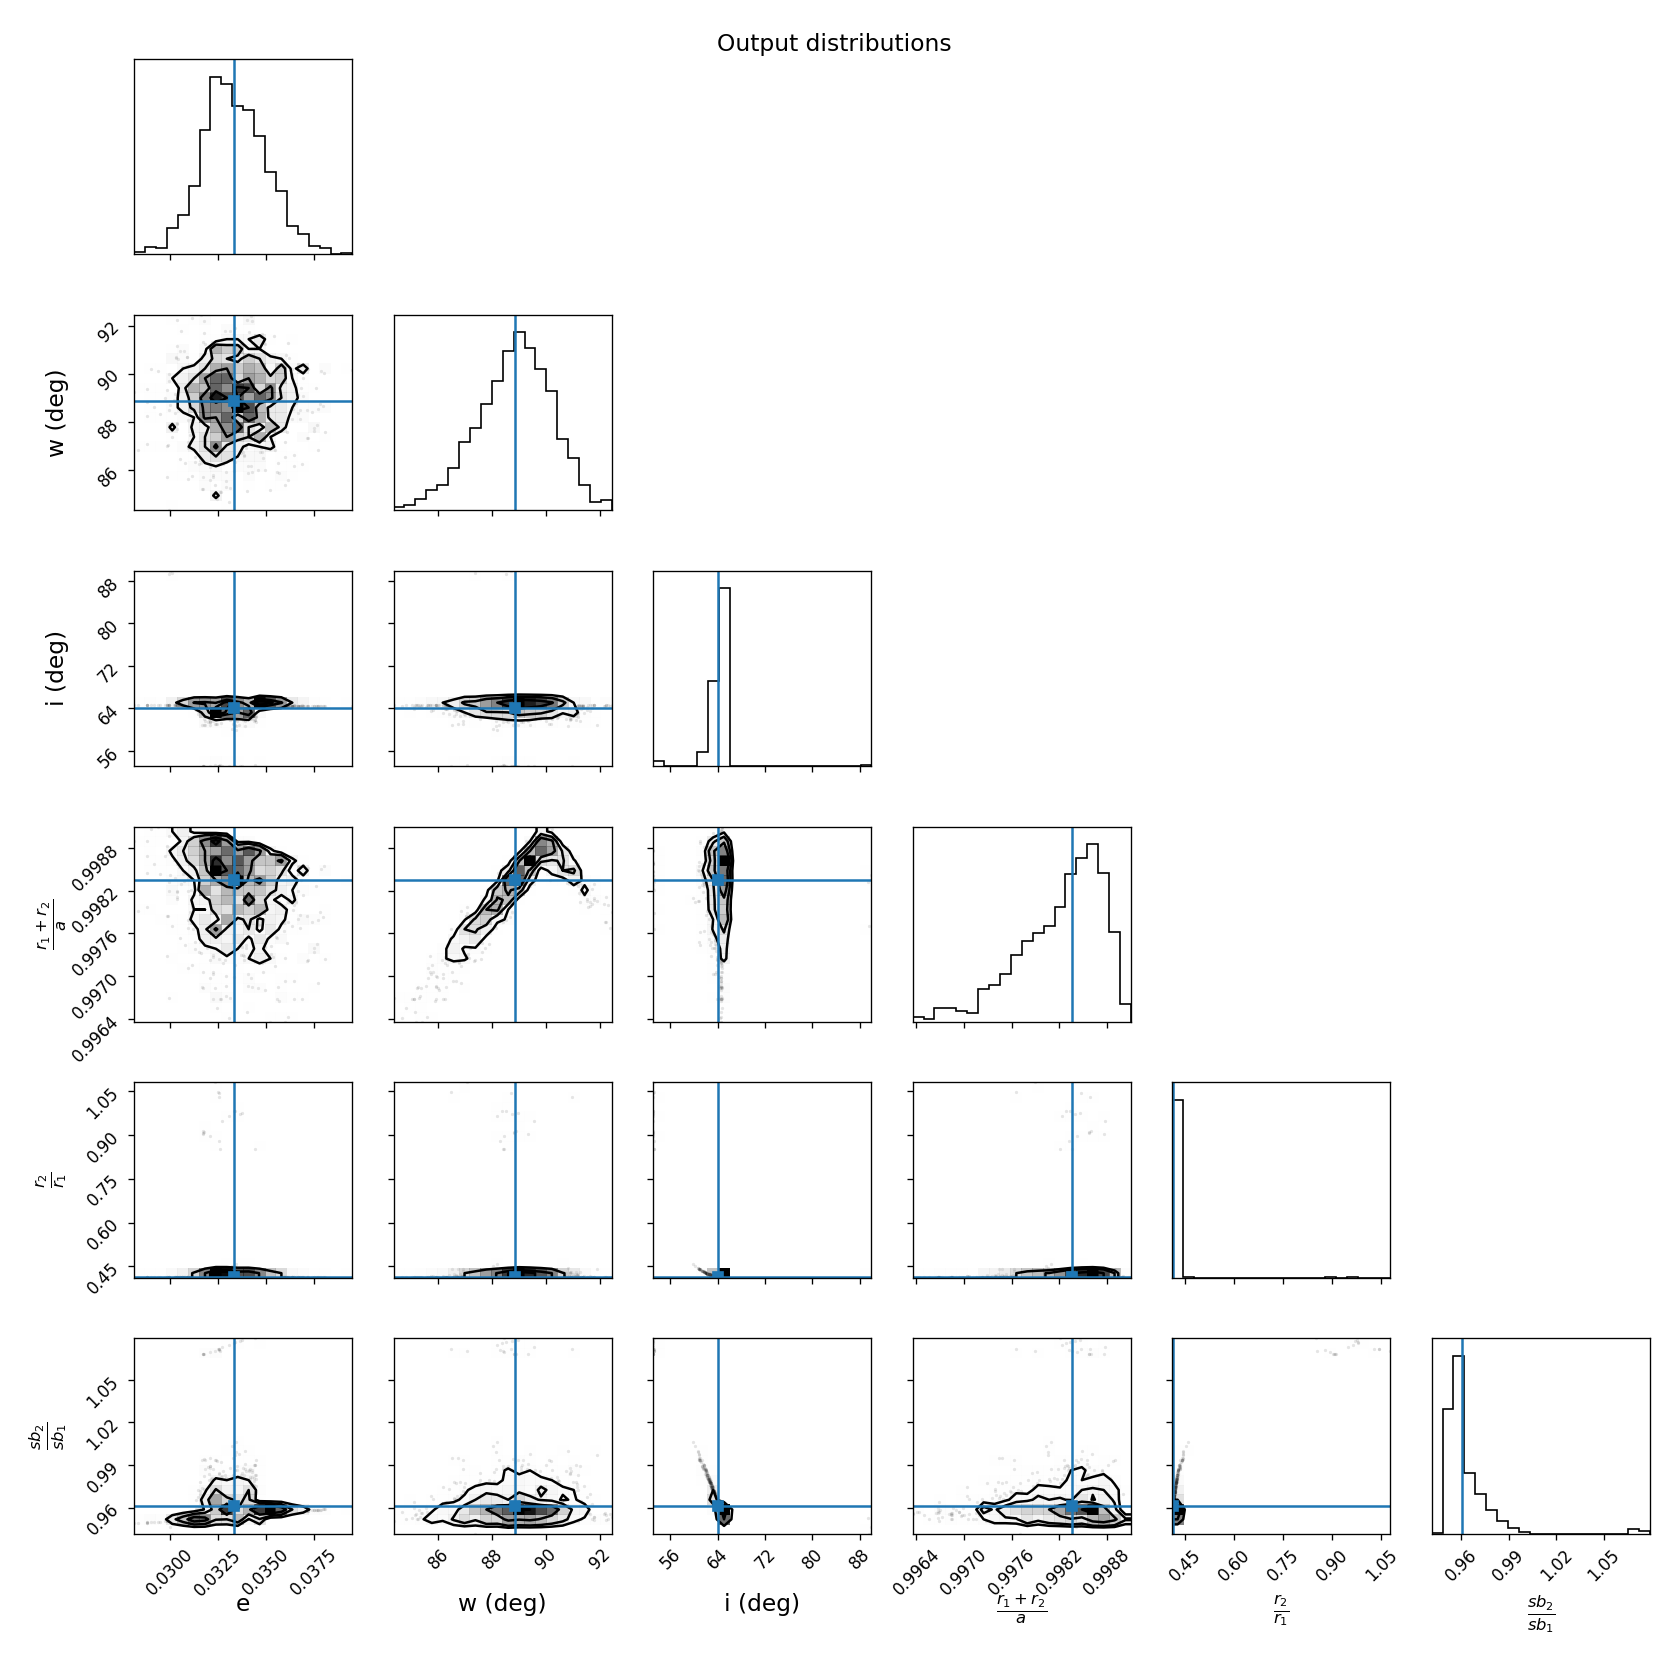 Output distributions
w (deg)
92
90
88
86
i (deg)
88
80
72
64
56
r₁ + r₂
a
0.9988
0.9982
0.9976
0.9970
0.9964
r₂
r₁
1.05
0.90
0.75
0.60
0.45
sb₂
sb₁
1.05
1.02
0.99
0.96
0.0300 0.0325 0.0350 0.0375
86 88 90 92
56 64 72 80 88
0.9964 0.9970 0.9976 0.9982 0.9988
0.45 0.60 0.75 0.90 1.05
0.96 0.99 1.02 1.05
e
w (deg)
i (deg)
r₁ + r₂
a
r₂
r₁
sb₂
sb₁